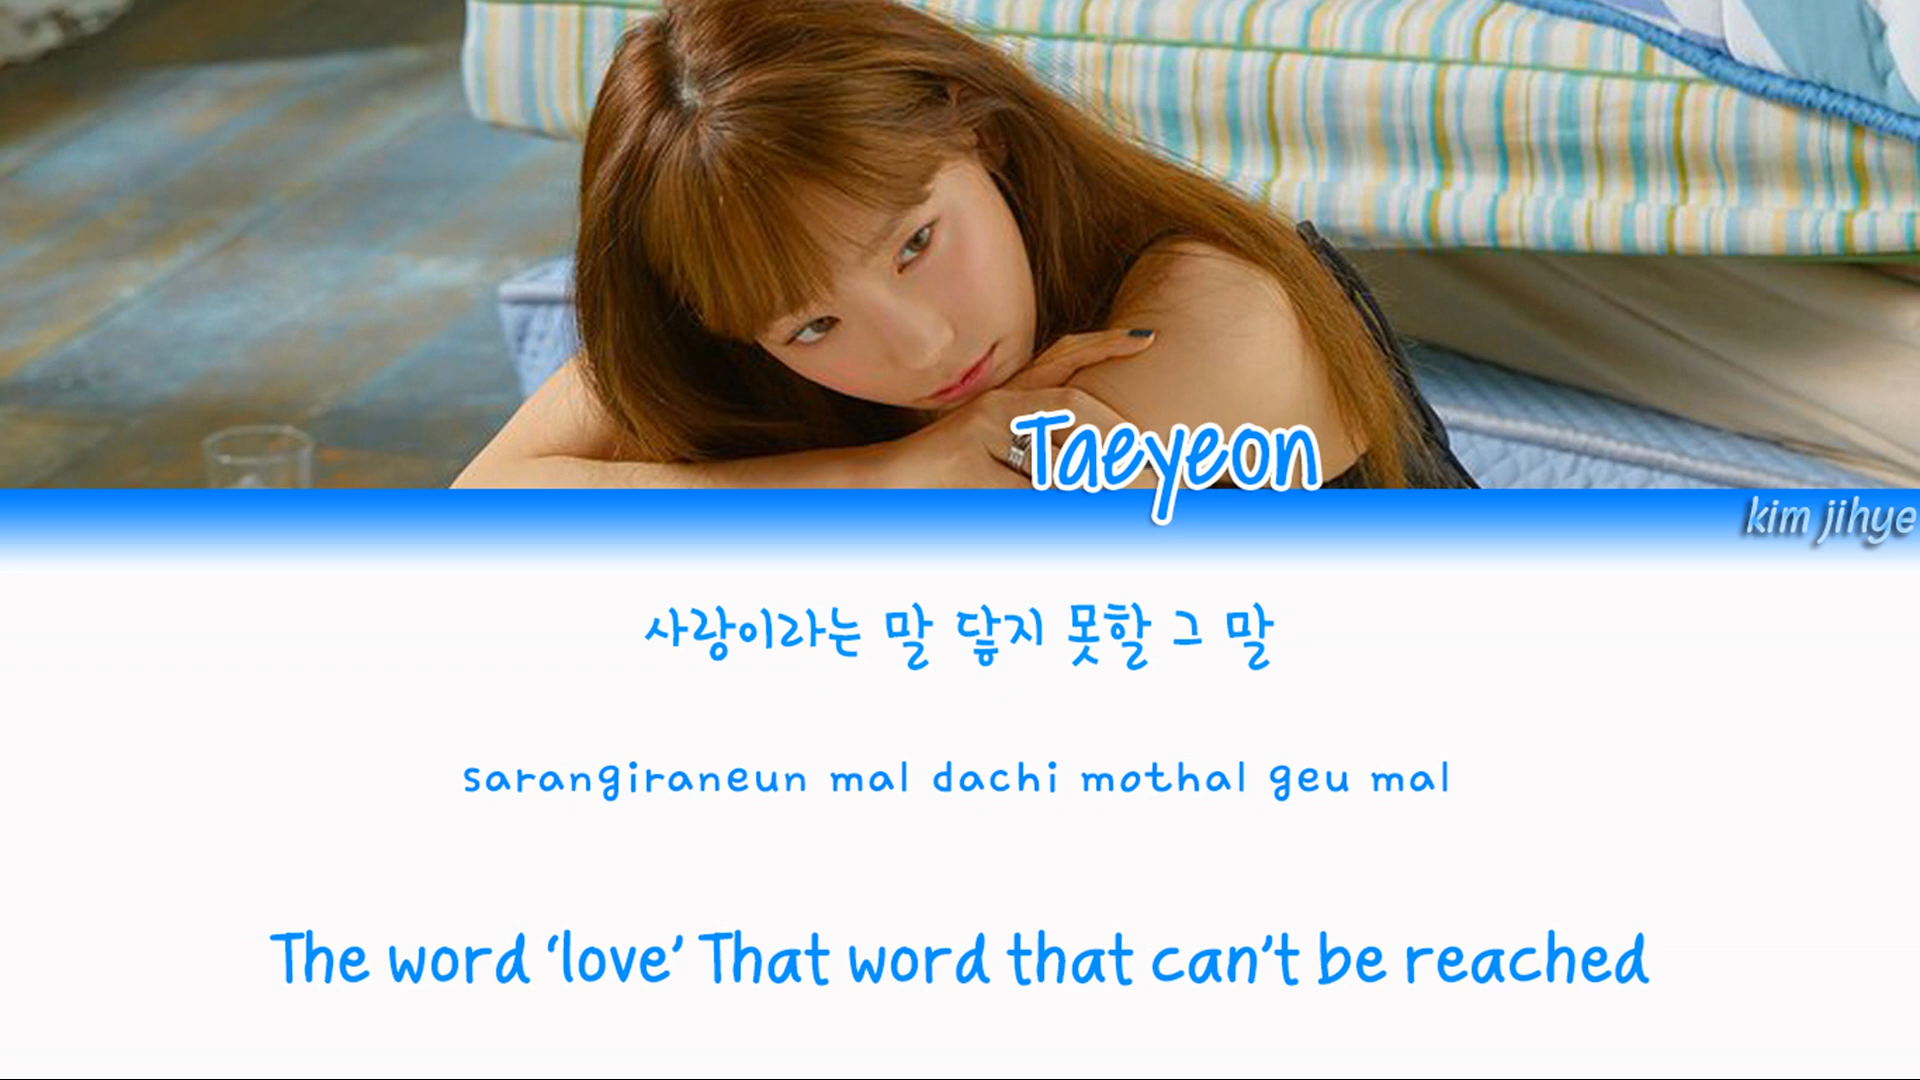 Taeyeon
kim jihye
사랑이라는 말 닿지 못할 그 말
sarangiraneun mal dachi mothal geu mal
The word ‘love’ That word that can’t be reached